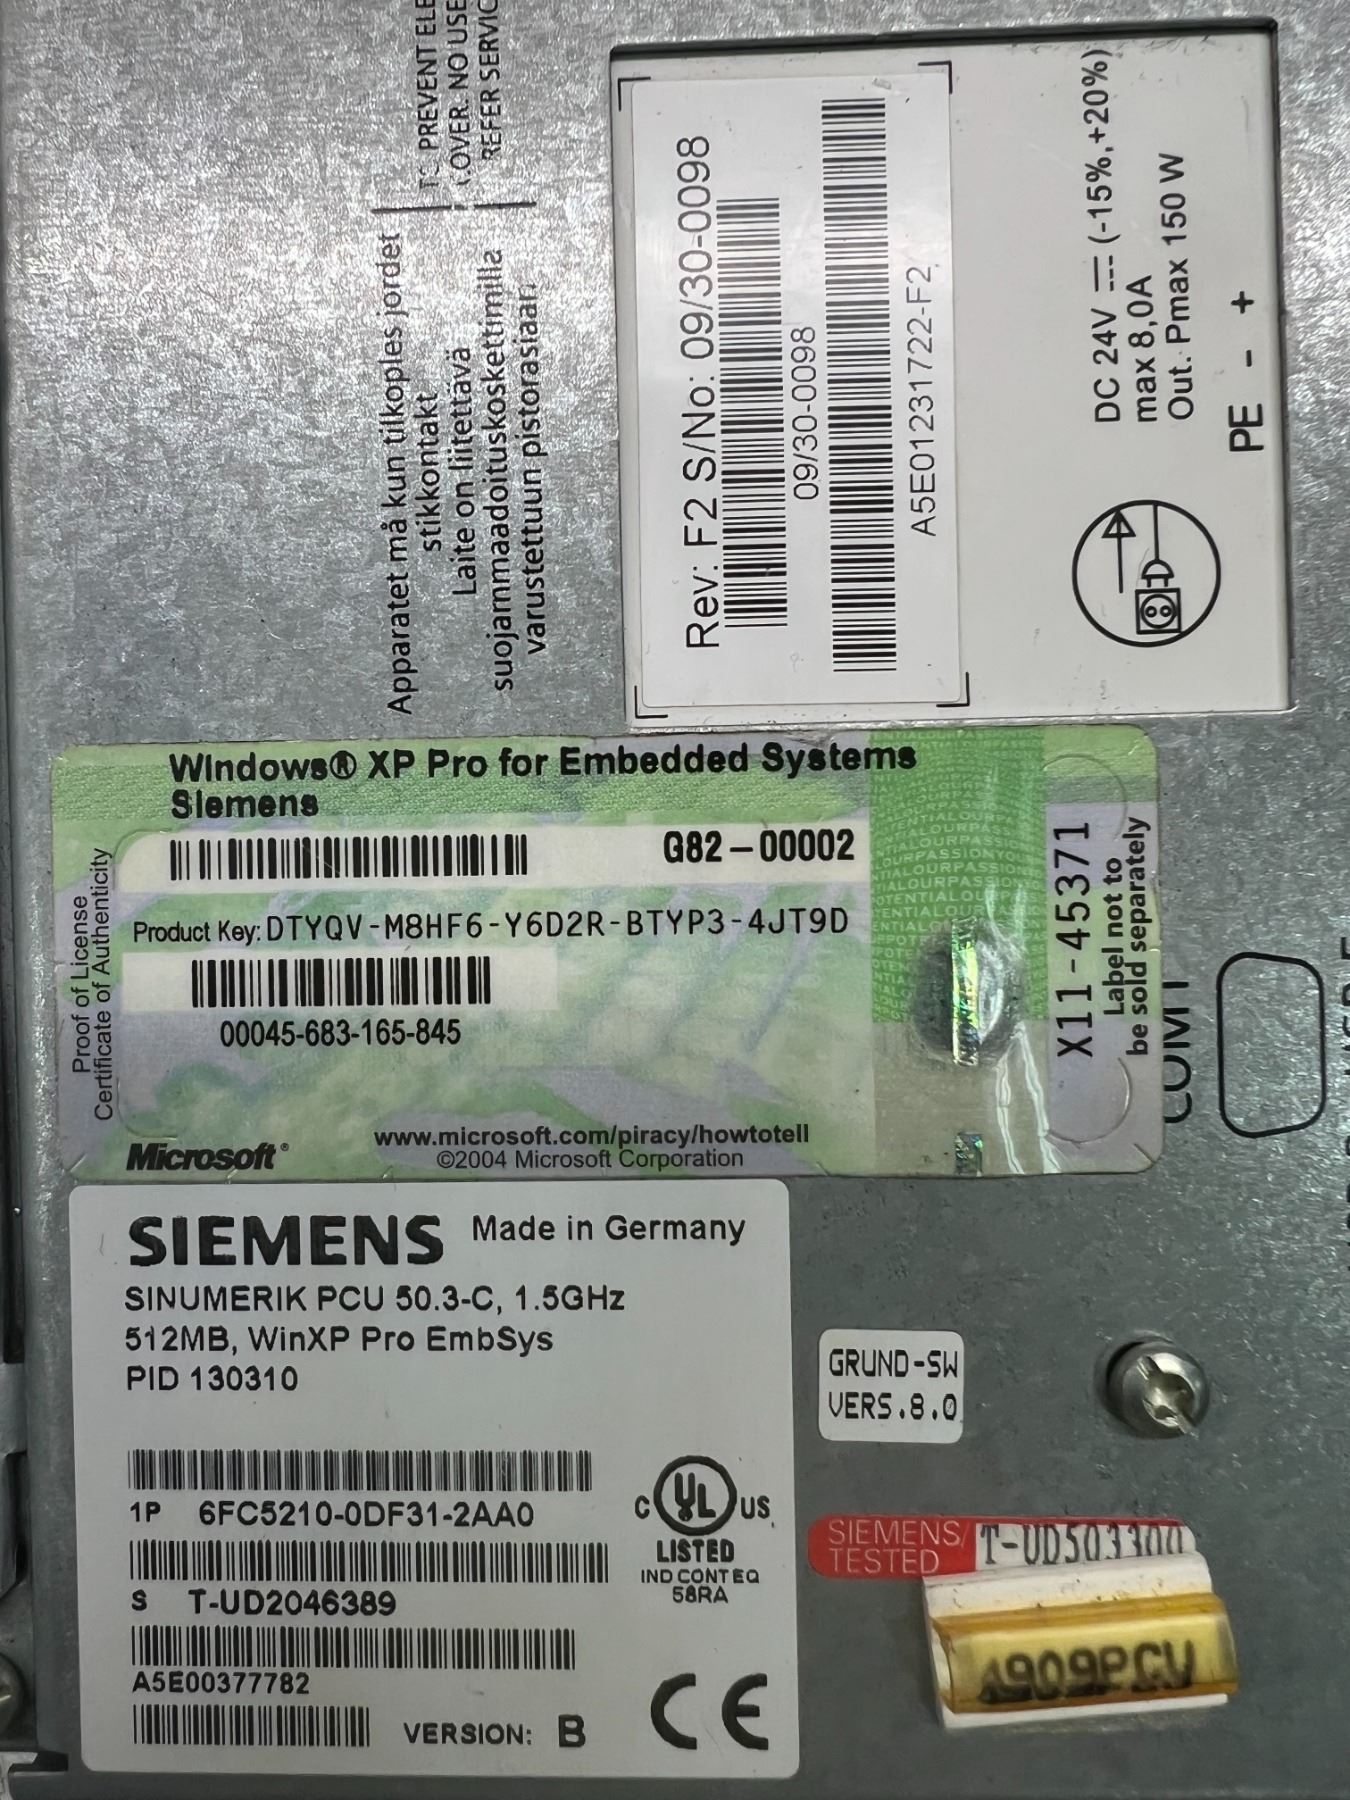 TO PREVENT ELE
COVER. NO USE
REFER SERVIC
Apparatet må kun tilkoples jordet
stikkontakt
Laite on liitettävä
suojammaadoituskoskettimilla
varustettuun pistorasiaan
Rev: F2 S/No: 09/30-0098
09/30-0098
A5E01231722-F2
DC 24V (-15%,+20%)
max 8,0A
Out. Pmax 150 W
PE - +
Windows® XP Pro for Embedded Systems
Siemens
G82-00002
Proof of License
Certificate of Authenticity
Product Key: DTYQV-M8HF6-Y6D2R-BTYP3-4JT9D
00045-683-165-845
Microsoft®
www.microsoft.com/piracy/howtotell
©2004 Microsoft Corporation
X11-45371
Label not to
be sold separately
SIEMENS Made in Germany
SINUMERIK PCU 50.3-C, 1.5GHz
512MB, WinXP Pro EmbSys
PID 130310
1P 6FC5210-0DF31-2AA0
S T-UD2046389
A5E00377782
VERSION: B
C UL US
LISTED
IND CONT EQ
58RA
CE
GRUND-SW
VERS.8.0
SIEMENS
TESTED
T-UD503300